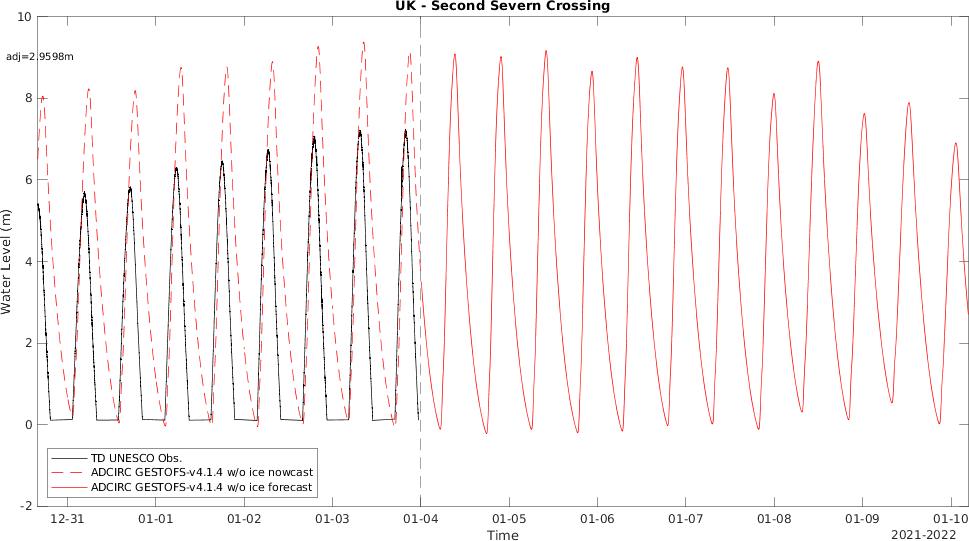 UK - Second Severn Crossing
10
adj=2.9598m
8
6
4
2
0
-2
Water Level (m)
TD UNESCO Obs.
ADCIRC GESTOFS-v4.1.4 w/o ice nowcast
ADCIRC GESTOFS-v4.1.4 w/o ice forecast
12-31 01-01 01-02 01-03 01-04 01-05 01-06 01-07 01-08 01-09 01-10
Time
2021-2022